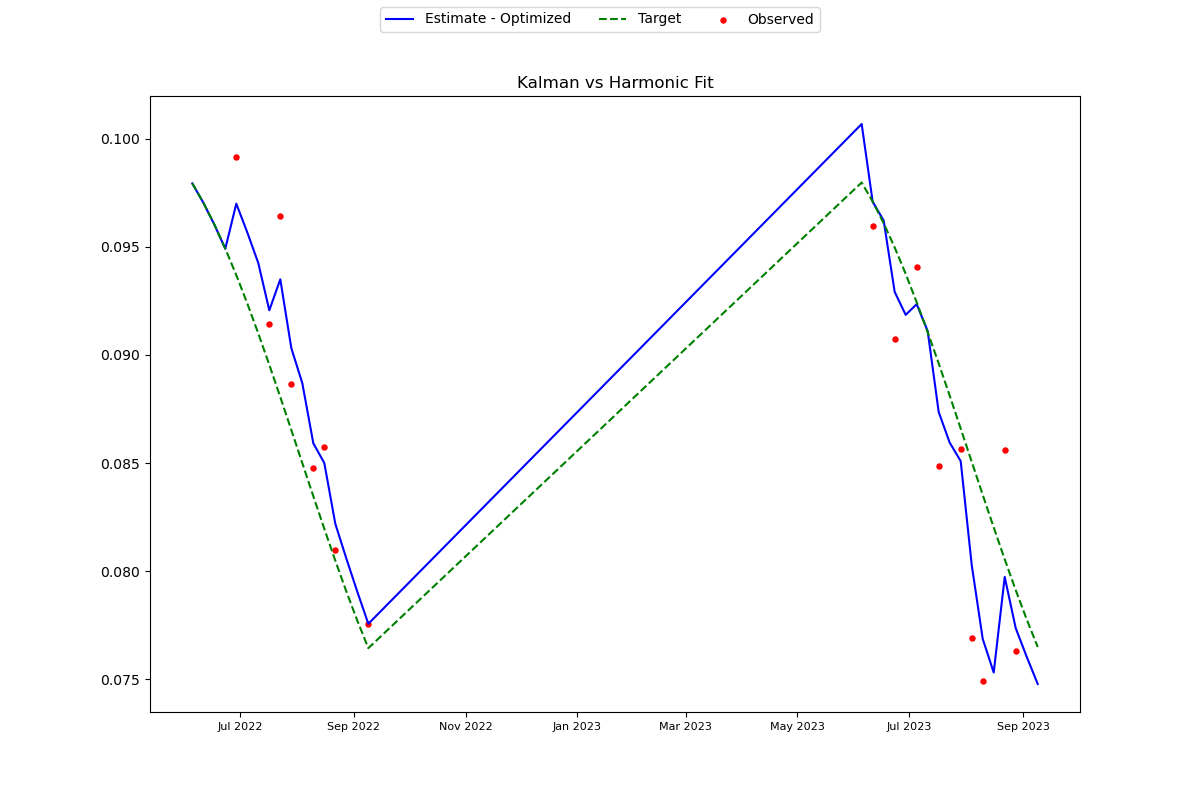 Estimate - Optimized Target Observed
Kalman vs Harmonic Fit
0.100
0.095
0.090
0.085
0.080
0.075
Jul 2022 Sep 2022 Nov 2022 Jan 2023 Mar 2023 May 2023 Jul 2023 Sep 2023